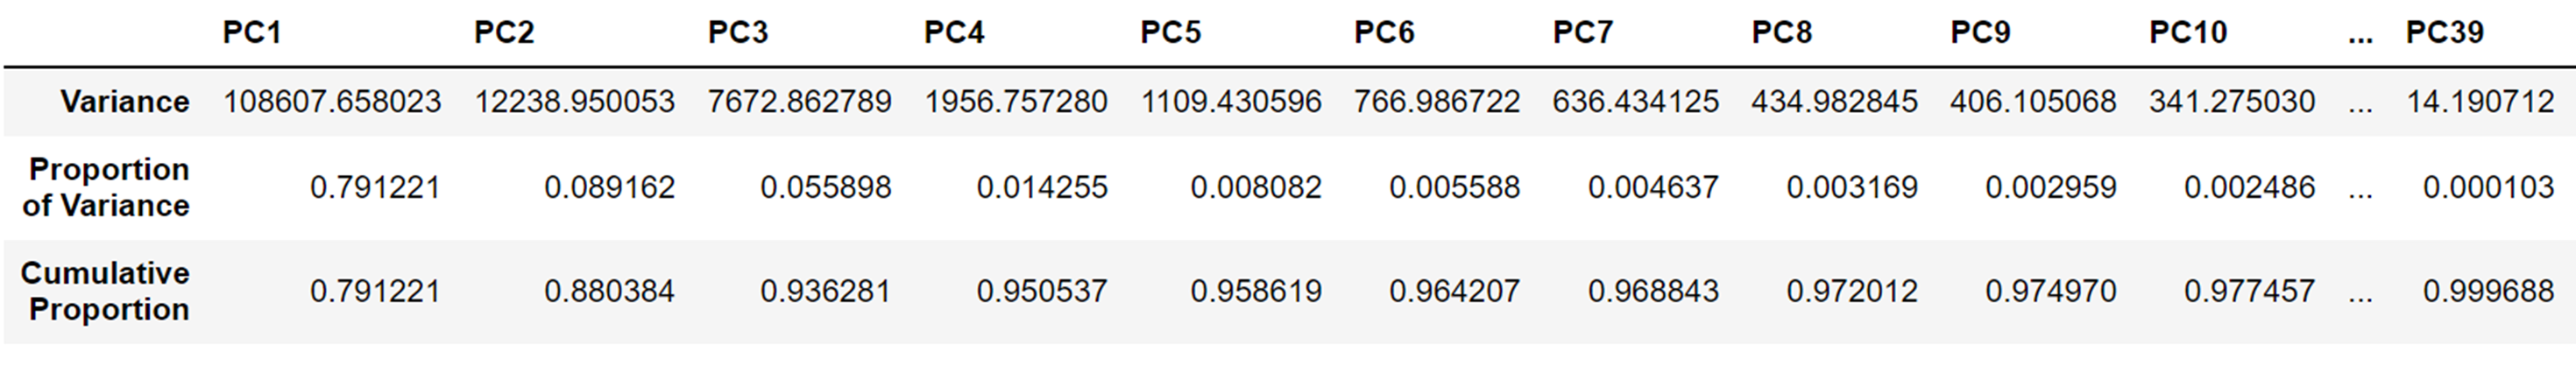 PC1 PC2 PC3 PC4 PC5 PC6 PC7 PC8 PC9 PC10 ... PC39
Variance 108607.658023 12238.950053 7672.862789 1956.757280 1109.430596 766.986722 636.434125 434.982845 406.105068 341.275030 ... 14.190712
Proportion
of Variance 0.791221 0.089162 0.055898 0.014255 0.008082 0.005588 0.004637 0.003169 0.002959 0.002486 ... 0.000103
Cumulative
Proportion 0.791221 0.880384 0.936281 0.950537 0.958619 0.964207 0.968843 0.972012 0.974970 0.977457 ... 0.999688